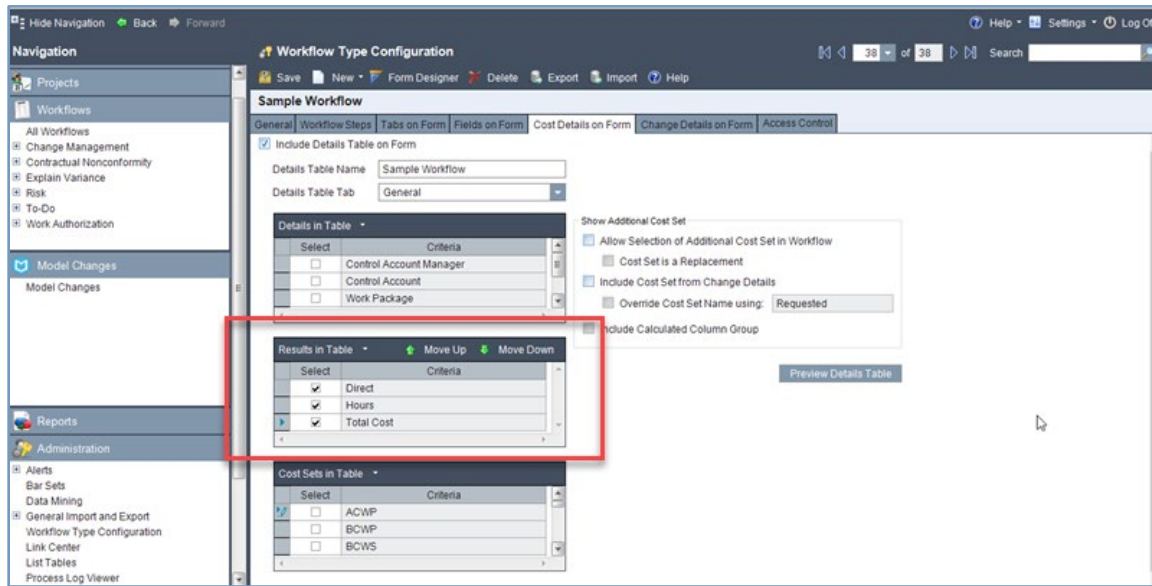 Hide Navigation Back Forward Help Settings Log Of
Navigation
Workflow Type Configuration 38 of 38 Search
Projects
Save New Form Designer Delete Export Import Help
Workflows
Sample Workflow
General Workflow Steps Tabs on Form Fields on Form Cost Details on Form Change Details on Form Access Control
All Workflows
Change Management
Contractual Nonconformity
Explain Variance
Risk
To-Do
Work Authorization
Model Changes
Model Changes
Reports
Administration
Alerts
Bar Sets
Data Mining
General Import and Export
Workflow Type Configuration
Link Center
List Tables
Process Log Viewer
Include Details Table on Form
Details Table Name Sample Workflow
Details Table Tab General
Details in Table
Select Criteria
Control Account Manager
Control Account
Work Package
Show Additional Cost Set
Allow Selection of Additional Cost Set in Workflow
Cost Set is a Replacement
Include Cost Set from Change Details
Override Cost Set Name using: Requested
Include Calculated Column Group
Preview Details Table
Results in Table Move Up Move Down
Select Criteria
Direct
Hours
Total Cost
Cost Sets in Table
Select Criteria
ACWP
BCWP
BCWS